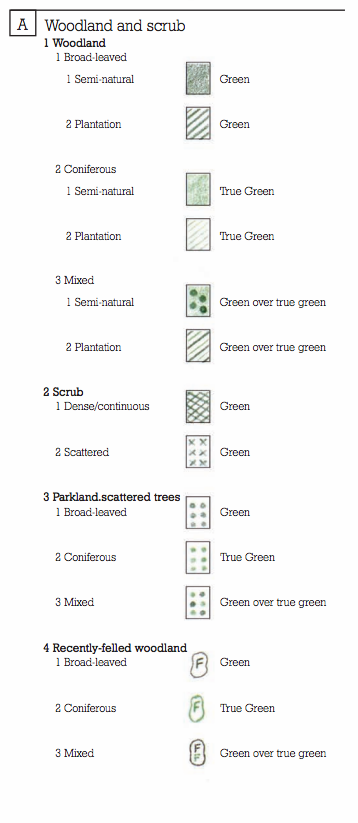 A Woodland and scrub
1 Woodland
1 Broad-leaved
1 Semi-natural Green
2 Plantation Green
2 Coniferous
1 Semi-natural True Green
2 Plantation True Green
3 Mixed
1 Semi-natural Green over true green
2 Plantation Green over true green
2 Scrub
1 Dense/continuous Green
2 Scattered Green
3 Parkland.scattered trees
1 Broad-leaved Green
2 Coniferous True Green
3 Mixed Green over true green
4 Recently-felled woodland
1 Broad-leaved F Green
2 Coniferous F True Green
3 Mixed F F Green over true green